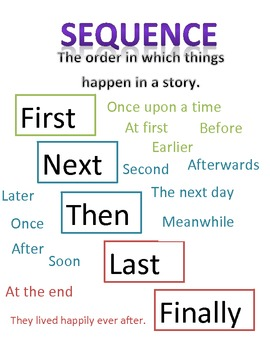 SEQUENCE
The order in which things
happen in a story.
First
Once upon a time
At first
Before
Earlier
Next
Second
Afterwards
Later
The next day
Then
Once
Meanwhile
After
Soon
Last
At the end
Finally
They lived happily ever after.